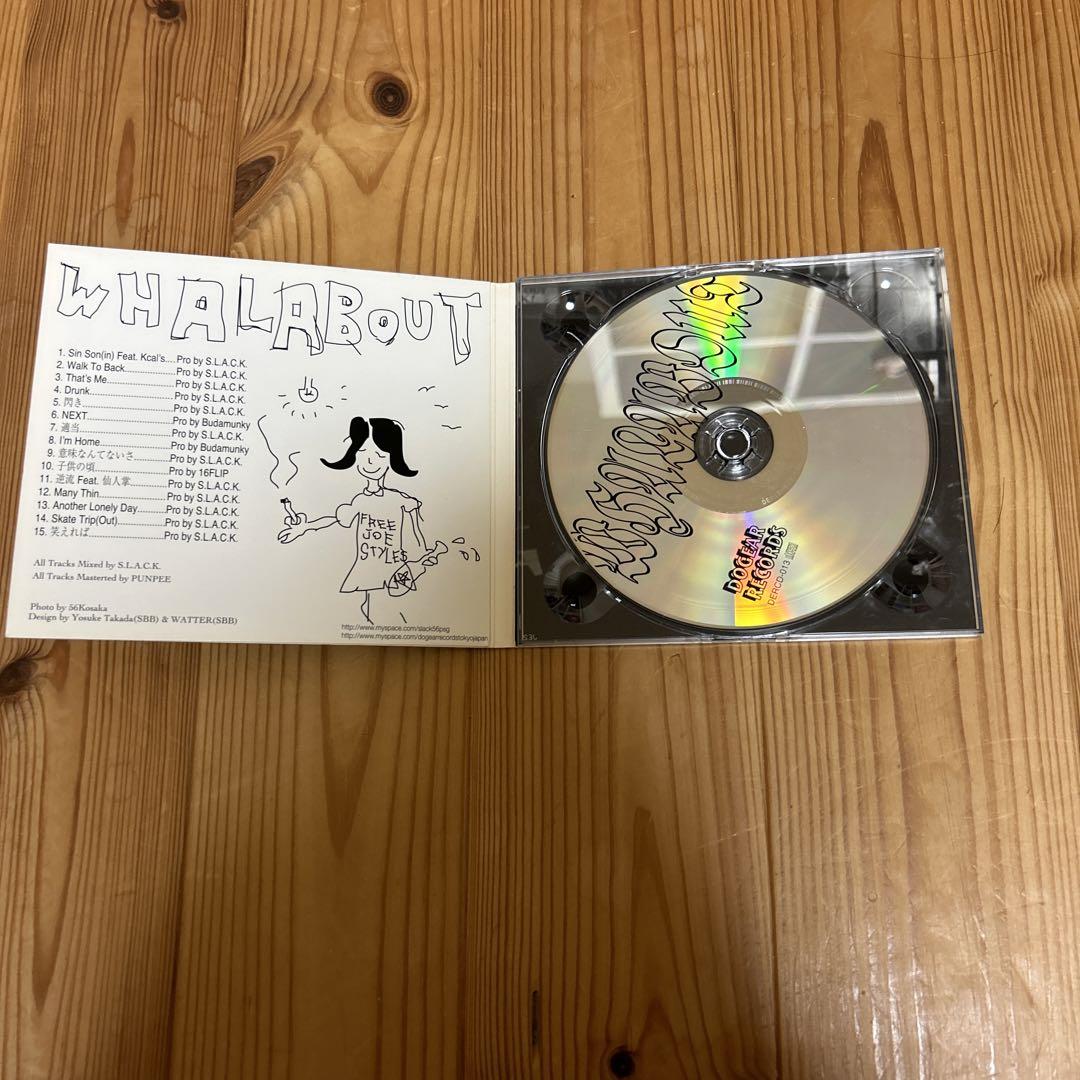 WHALABOUT
1. Sin Son(in) Feat. Kcal's....Pro by S.L.A.C.K.
2. Walk To Back................Pro by S.L.A.C.K.
3. That's Me.....................Pro by S.L.A.C.K.
4. Drunk...........................Pro by S.L.A.C.K.
5. 閃き..............................Pro by S.L.A.C.K.
6. NEXT...........................Pro by Budamunky
7. 適当..............................Pro by S.L.A.C.K.
8. I'm Home.....................Pro by Budamunky
9. 意味なんてないさ..........Pro by S.L.A.C.K.
10. 子供の頃.....................Pro by 16FLIP
11. 逆流 Feat. 仙人掌..........Pro by S.L.A.C.K.
12. Many Thin...................Pro by S.L.A.C.K.
13. Another Lonely Day.......Pro by S.L.A.C.K.
14. Skate Trip(Out).............Pro by S.L.A.C.K.
15. 笑えれば.....................Pro by S.L.A.C.K.
All Tracks Mixed by S.L.A.C.K.
All Tracks Masterted by PUNPEE
Photo by 56Kosaka
Design by Yosuke Takada(SBB) & WATTER(SBB)
FREE
JOE
STYLES
http://www.myspace.com/slack56psg
http://www.myspace.com/dogearrecordstokyojapan
DOGEAR
RECORDS
DERCD-013